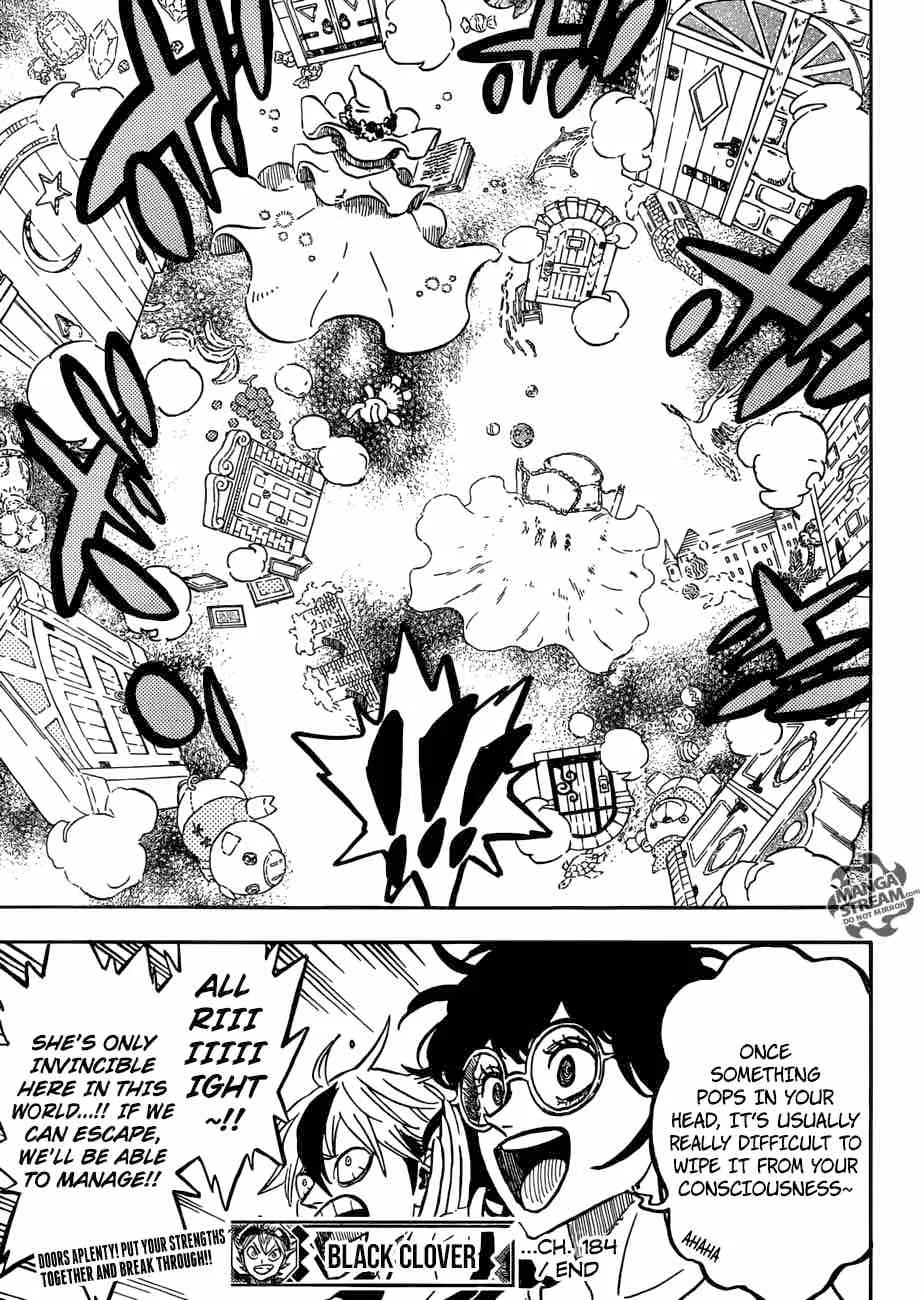 !!!
MANGA
STREAM.com
DO NOT MIRROR
ONCE
SOMETHING
POPS IN YOUR
HEAD, IT'S USUALLY
REALLY DIFFICULT TO
WIPE IT FROM YOUR
CONSCIOUSNESS~
AHAHA
ALL
RIII
IIIIII
IGHT
~!!
SHE'S ONLY
INVINCIBLE
HERE IN THIS
WORLD...!! IF WE
CAN ESCAPE,
WE'LL BE ABLE
TO MANAGE!!
DOORS APLENTY! PUT YOUR STRENGTHS
TOGETHER AND BREAK THROUGH!!
BLACK CLOVER
...CH. 184
/ END